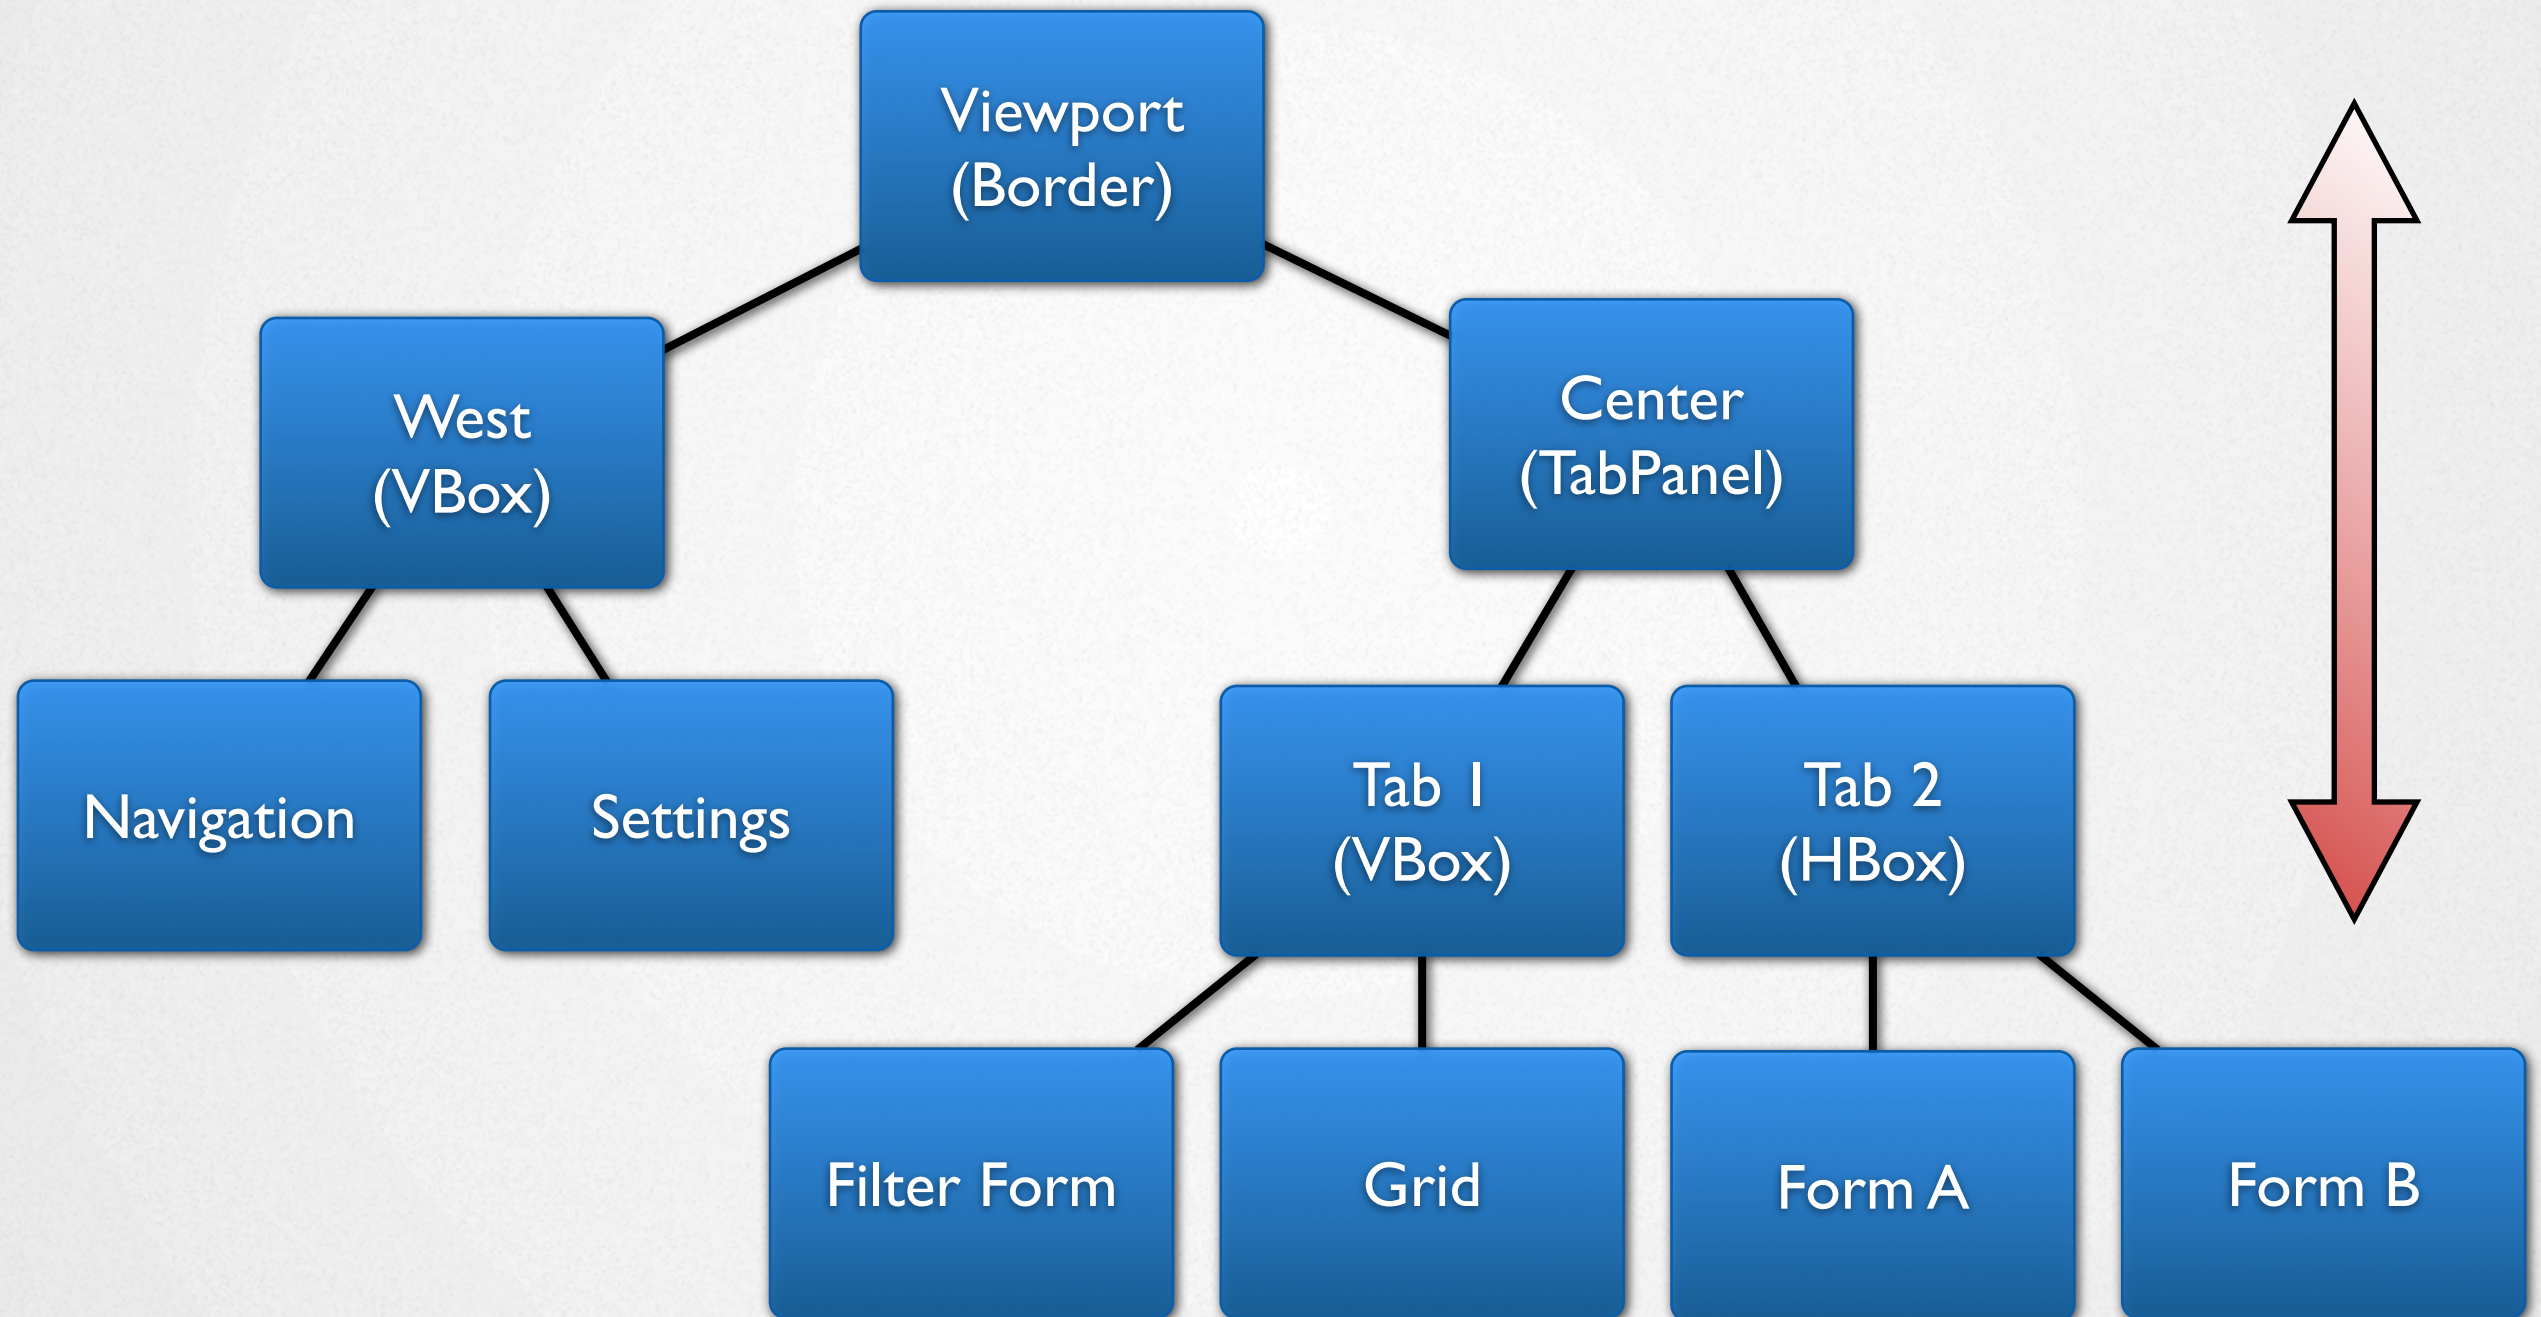 Viewport
(Border)
West
(VBox)
Center
(TabPanel)
Navigation
Settings
Tab 1
(VBox)
Tab 2
(HBox)
Filter Form
Grid
Form A
Form B